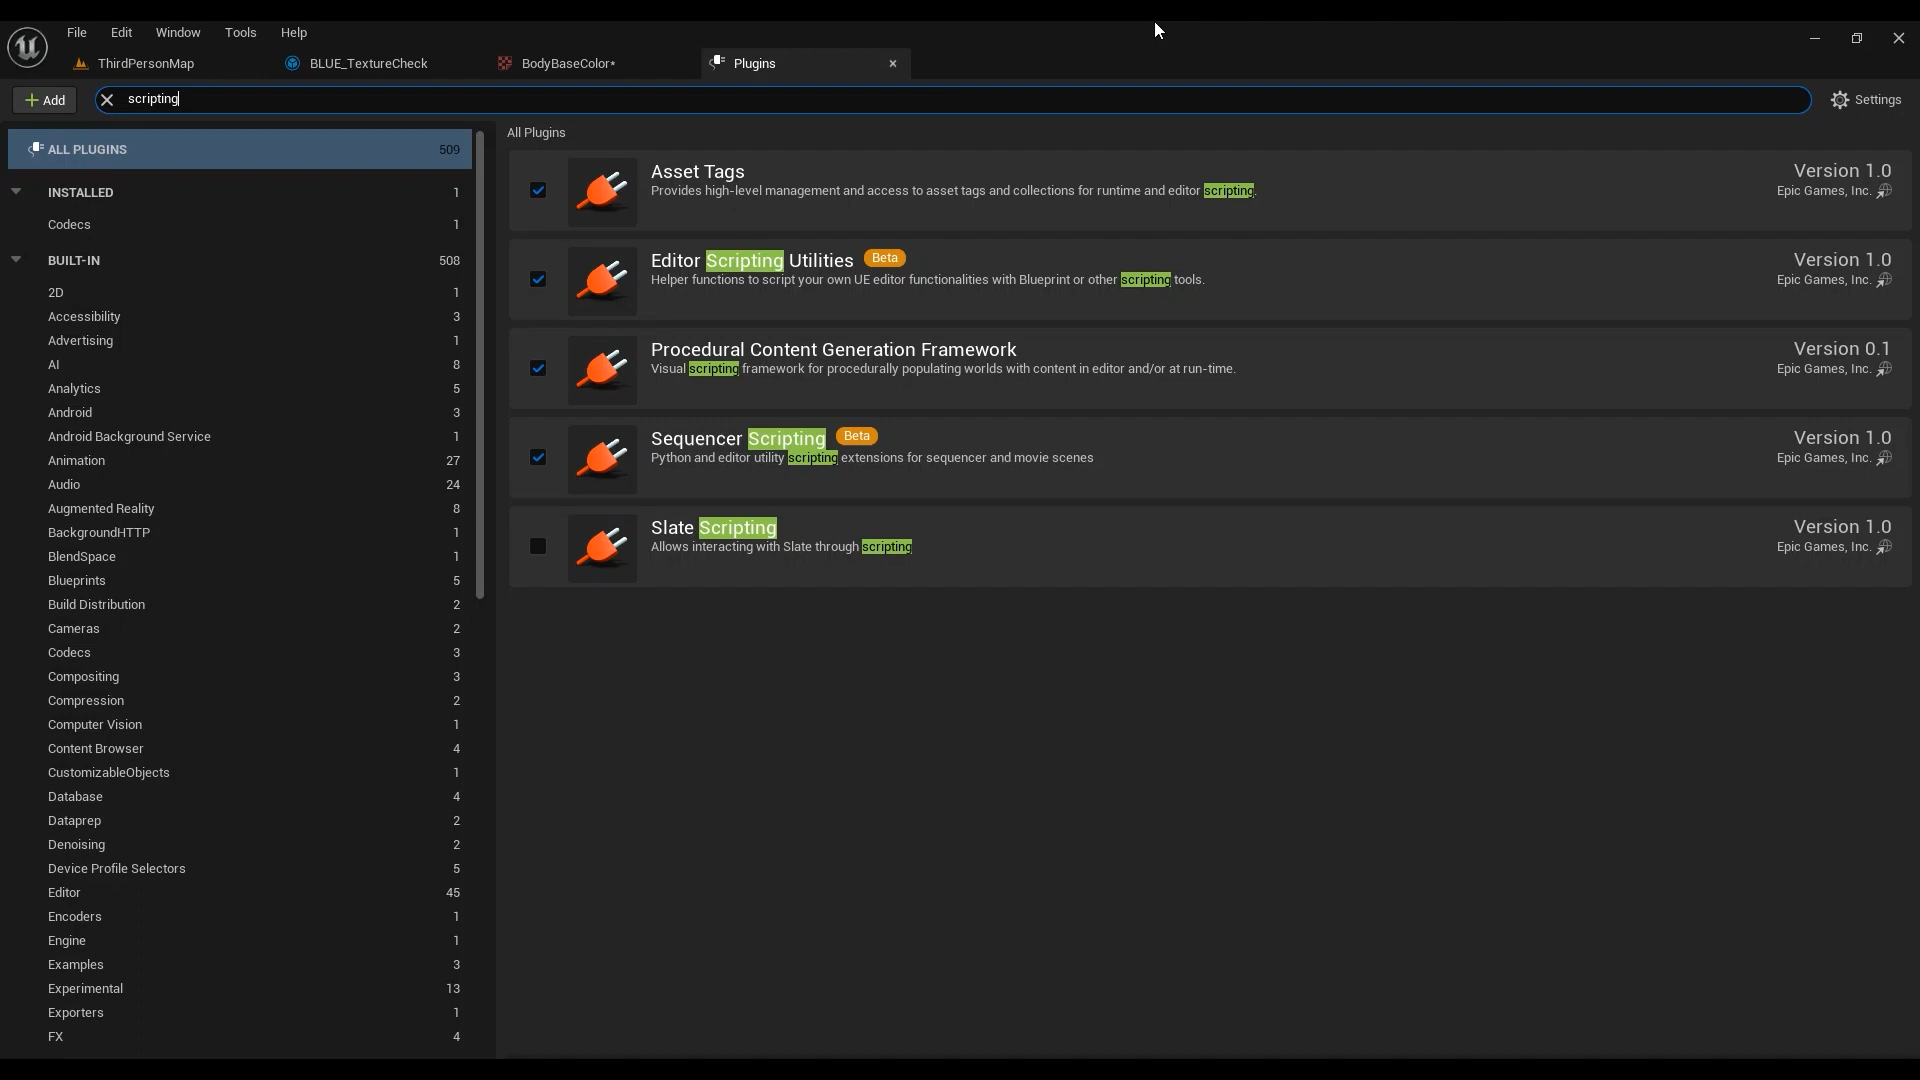 File Edit Window Tools Help
ThirdPersonMap BLUE_TextureCheck BodyBaseColor* Plugins
Add scripting Settings
ALL PLUGINS 509
INSTALLED 1
Codecs 1
BUILT-IN 508
2D 1
Accessibility 3
Advertising 1
AI 8
Analytics 5
Android 3
Android Background Service 1
Animation 27
Audio 24
Augmented Reality 8
BackgroundHTTP 1
BlendSpace 1
Blueprints 5
Build Distribution 2
Cameras 2
Codecs 3
Compositing 3
Compression 2
Computer Vision 1
Content Browser 4
CustomizableObjects 1
Database 4
Dataprep 2
Denoising 2
Device Profile Selectors 5
Editor 45
Encoders 1
Engine 1
Examples 3
Experimental 13
Exporters 1
FX 4
All Plugins
Asset Tags Version 1.0
Provides high-level management and access to asset tags and collections for runtime and editor scripting. Epic Games, Inc.
Editor Scripting Utilities Beta Version 1.0
Helper functions to script your own UE editor functionalities with Blueprint or other scripting tools. Epic Games, Inc.
Procedural Content Generation Framework Version 0.1
Visual scripting framework for procedurally populating worlds with content in editor and/or at run-time. Epic Games, Inc.
Sequencer Scripting Beta Version 1.0
Python and editor utility scripting extensions for sequencer and movie scenes Epic Games, Inc.
Slate Scripting Version 1.0
Allows interacting with Slate through scripting Epic Games, Inc.